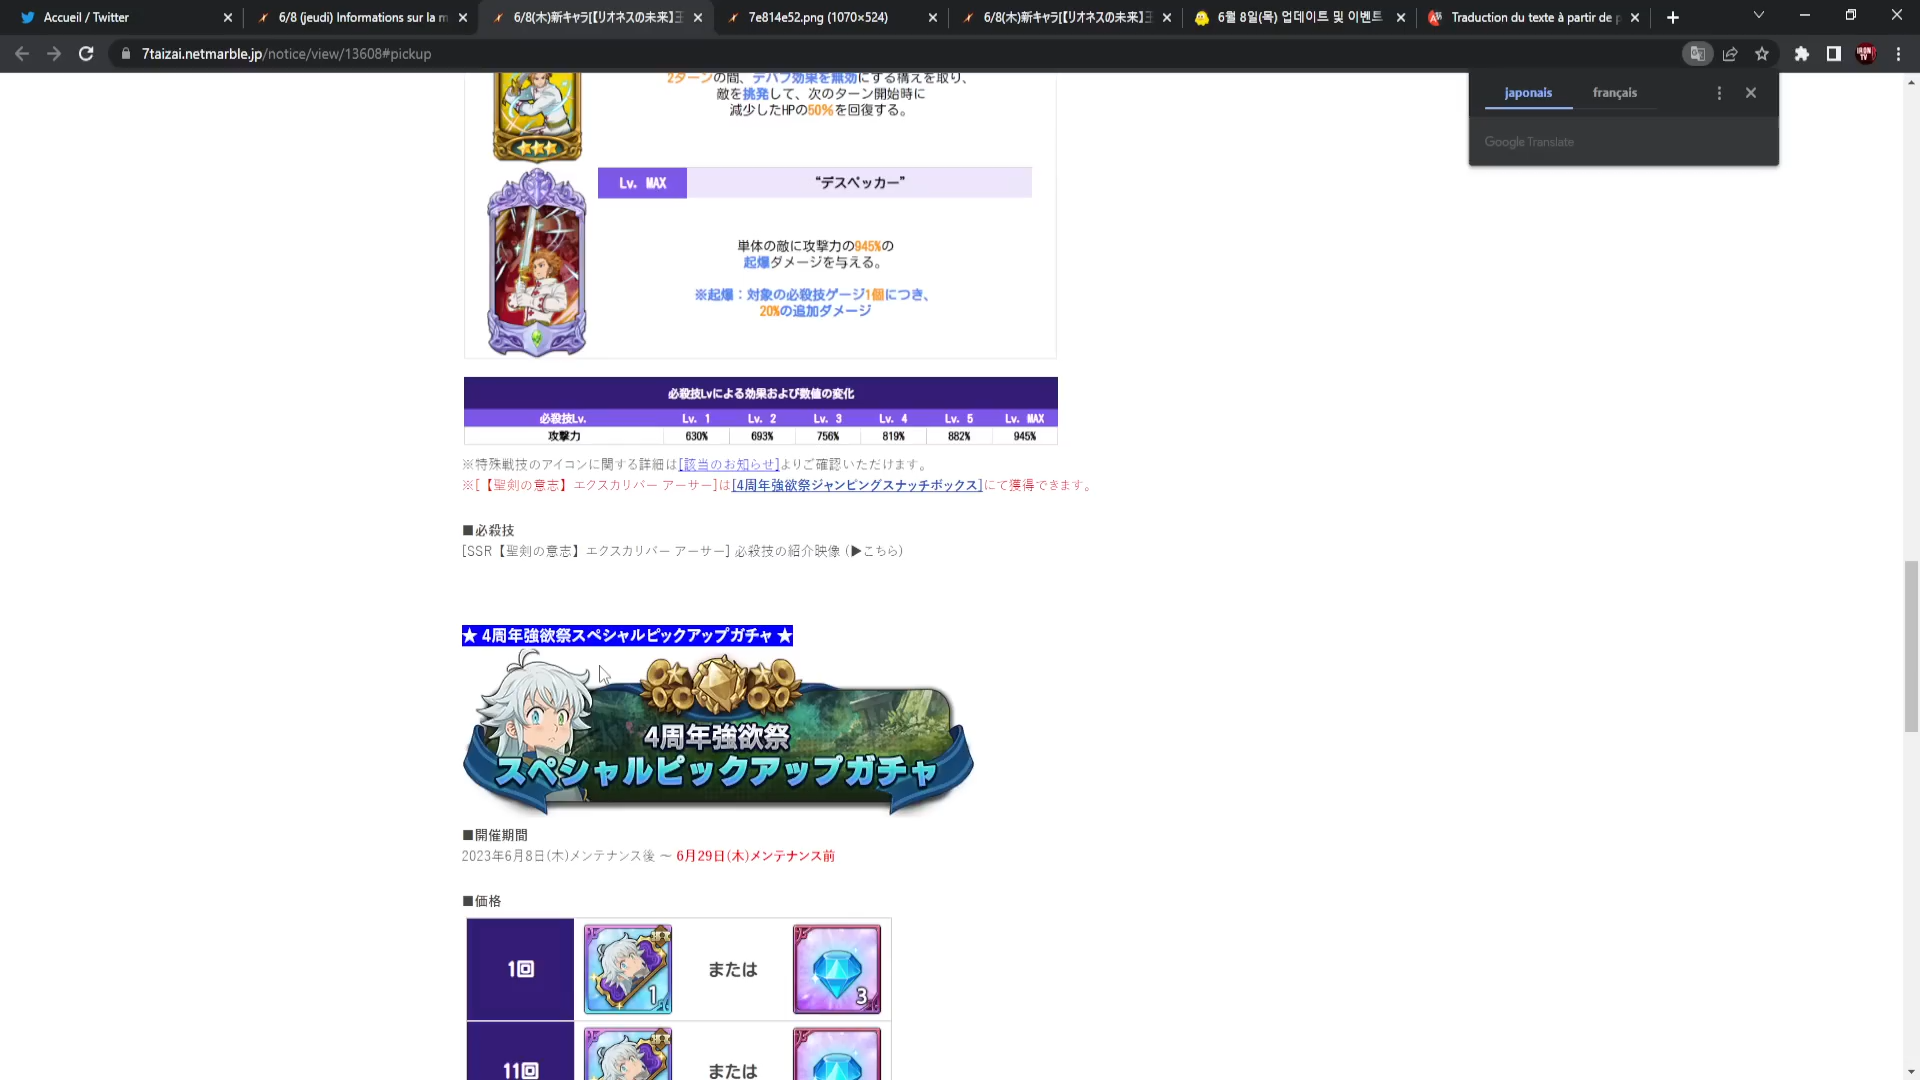 Accueil / Twitter
6/8 (jeudi) Informations sur la m
6/8(木)新キャラ[【リオネスの未来】王
7e814e52.png (1070×524)
6/8(木)新キャラ[【リオネスの未来】王
6월 8일(목) 업데이트 및 이벤트
Traduction du texte à partir de p
7taizai.netmarble.jp/notice/view/13608#pickup
japonais
français
Google Translate
2ターンの間、デバフ効果を無効にする構えを取り、
敵を挑発して、次のターン開始時に
減少したHPの50%を回復する。
Lv. MAX
“デスペッカー”
単体の敵に攻撃力の945%の
起爆ダメージを与える。
※起爆：対象の必殺技ゲージ1個につき、
20%の追加ダメージ
必殺技Lvによる効果および数値の変化
必殺技Lv. Lv. 1 Lv. 2 Lv. 3 Lv. 4 Lv. 5 Lv. MAX
攻撃力 630% 693% 756% 819% 882% 945%
※特殊戦技のアイコンに関する詳細は[該当のお知らせ]よりご確認いただけます。
※[【聖剣の意志】エクスカリバー アーサー]は[4周年強欲祭ジャンピングスナッチボックス]にて獲得できます。
■必殺技
[SSR【聖剣の意志】エクスカリバー アーサー] 必殺技の紹介映像 (▶こちら)
★ 4周年強欲祭スペシャルピックアップガチャ ★
4周年強欲祭
スペシャルピックアップガチャ
■開催期間
2023年6月8日(木)メンテナンス後 ～ 6月29日(木)メンテナンス前
■価格
1回
1
または
3
11回
または